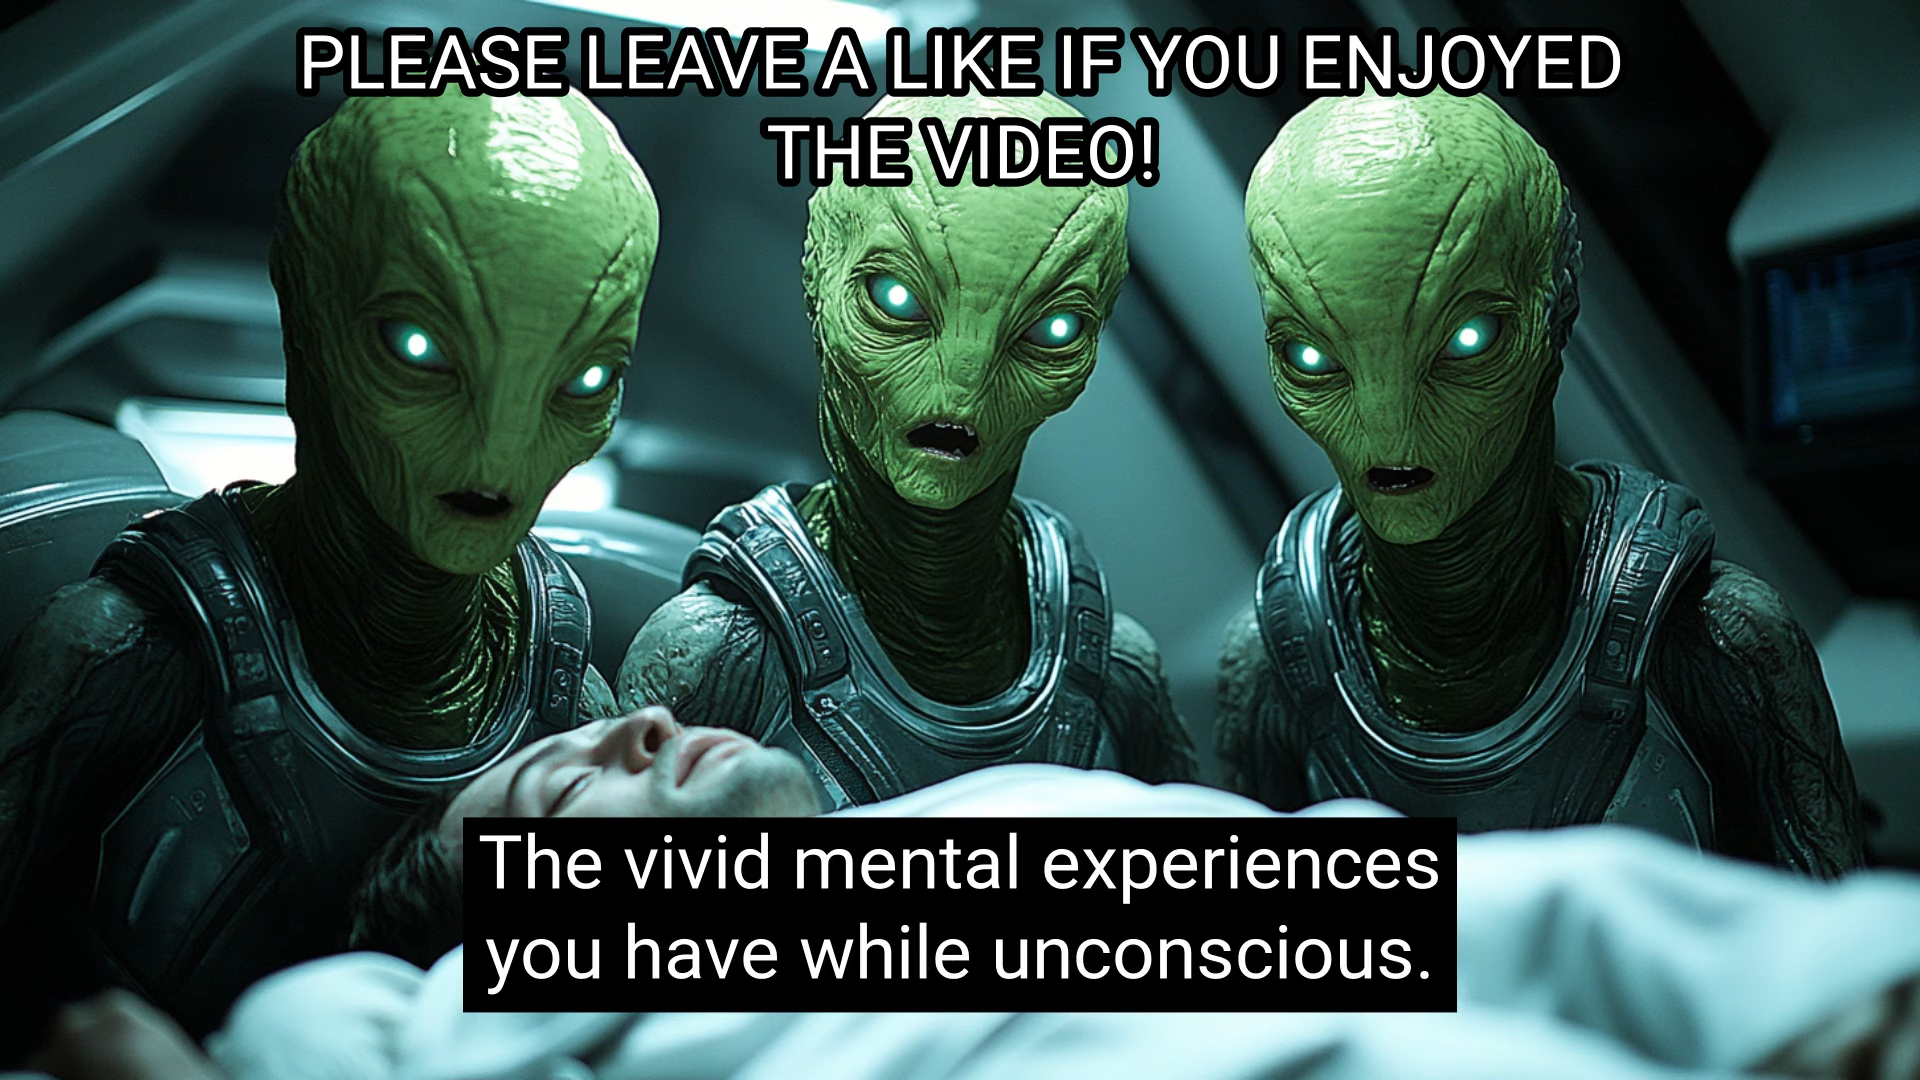 PLEASE LEAVE A LIKE IF YOU ENJOYED
THE VIDEO!
The vivid mental experiences
you have while unconscious.